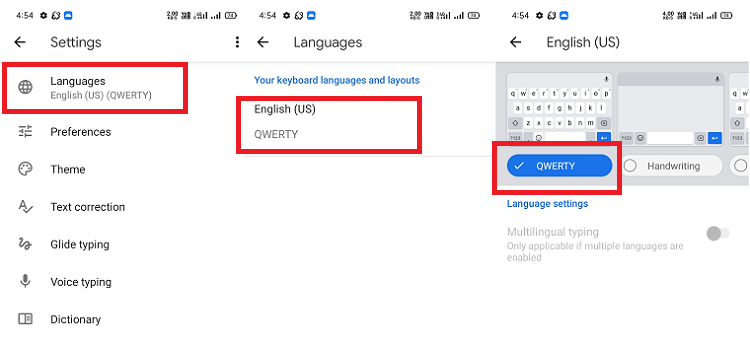 4:54
Settings
Languages
English (US) (QWERTY)
Preferences
Theme
Text correction
Glide typing
Voice typing
Dictionary
4:54
Languages
Your keyboard languages and layouts
English (US)
QWERTY
4:54
English (US)
q w e r t y u i o p
a s d f g h j k l
z x c v b n m
?123
?123
QWERTY
Handwriting
Language settings
Multilingual typing
Only applicable if multiple languages are
enabled